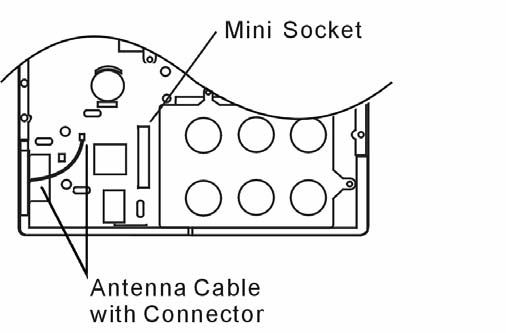 Mini Socket
Antenna Cable
with Connector